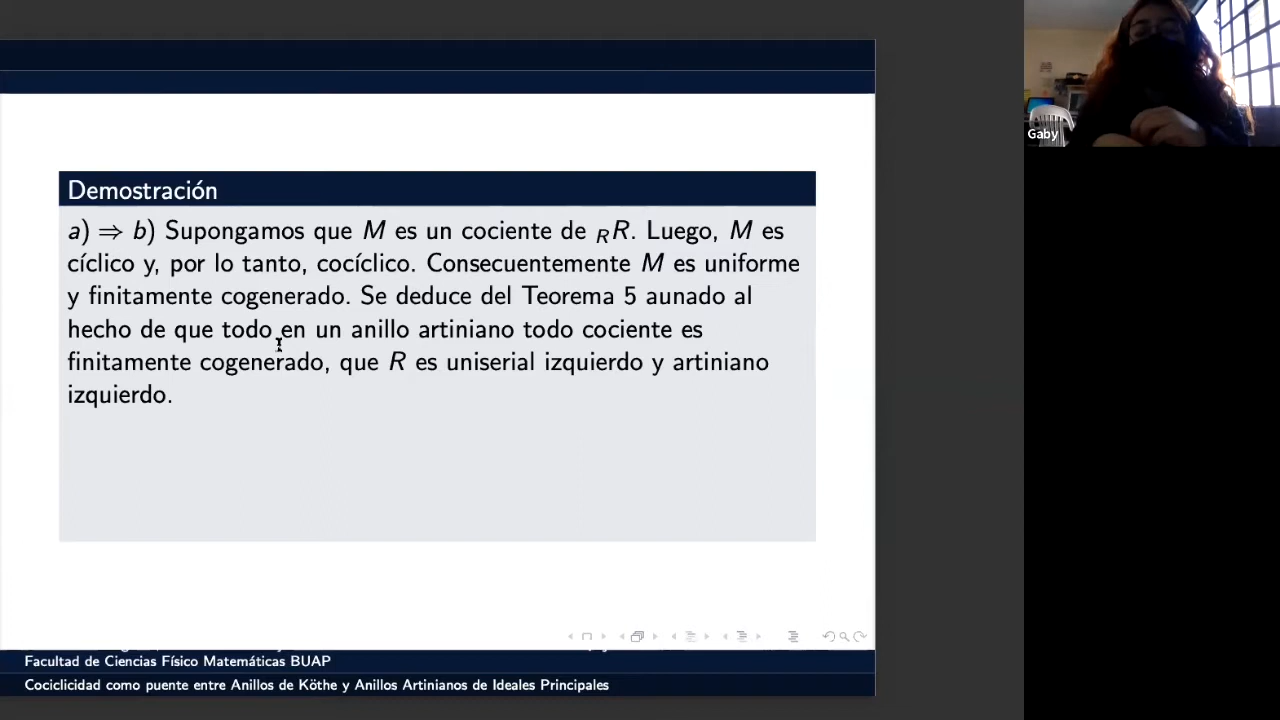 Demostración
a) ⇒ b) Supongamos que M es un cociente de RR. Luego, M es
cíclico y, por lo tanto, cocíclico. Consecuentemente M es uniforme
y finitamente cogenerado. Se deduce del Teorema 5 aunado al
hecho de que todo en un anillo artiniano todo cociente es
finitamente cogenerado, que R es uniserial izquierdo y artiniano
izquierdo.
Facultad de Ciencias Físico Matemáticas BUAP
Cociclicidad como puente entre Anillos de Köthe y Anillos Artinianos de Ideales Principales
Gaby